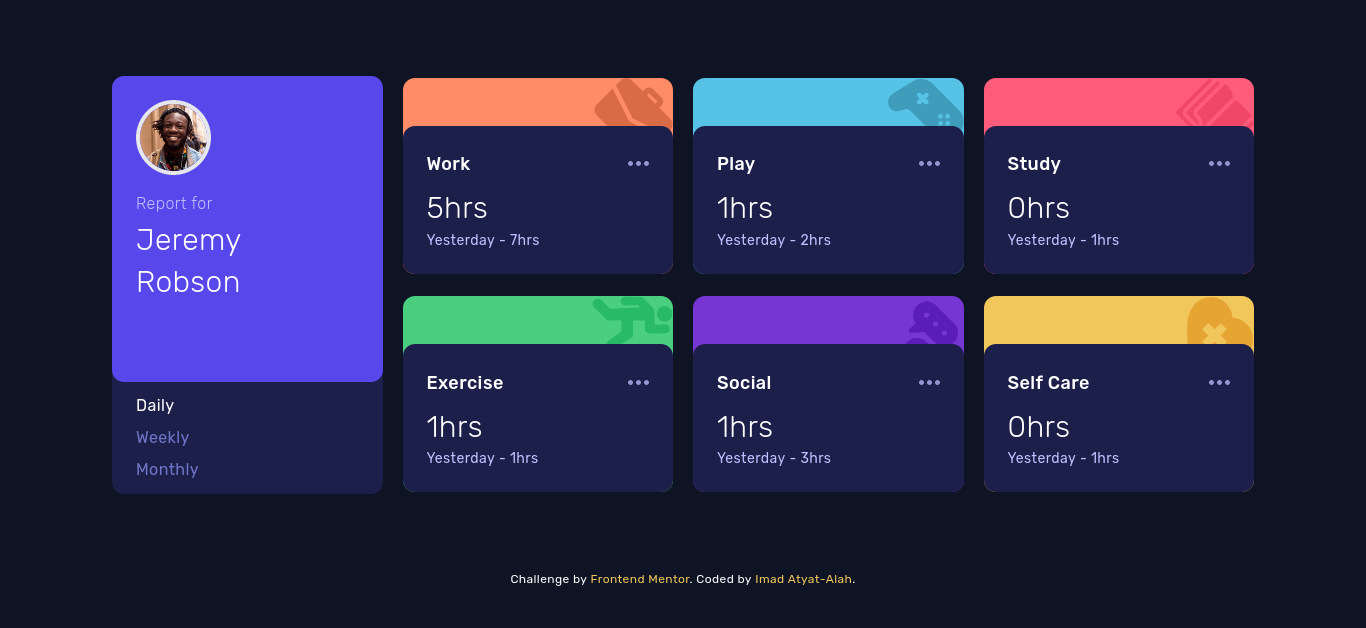 Report for
Jeremy
Robson
Daily
Weekly
Monthly
Work
5hrs
Yesterday - 7hrs
Play
1hrs
Yesterday - 2hrs
Study
0hrs
Yesterday - 1hrs
Exercise
1hrs
Yesterday - 1hrs
Social
1hrs
Yesterday - 3hrs
Self Care
0hrs
Yesterday - 1hrs
Challenge by Frontend Mentor. Coded by Imad Atyat-Alah.